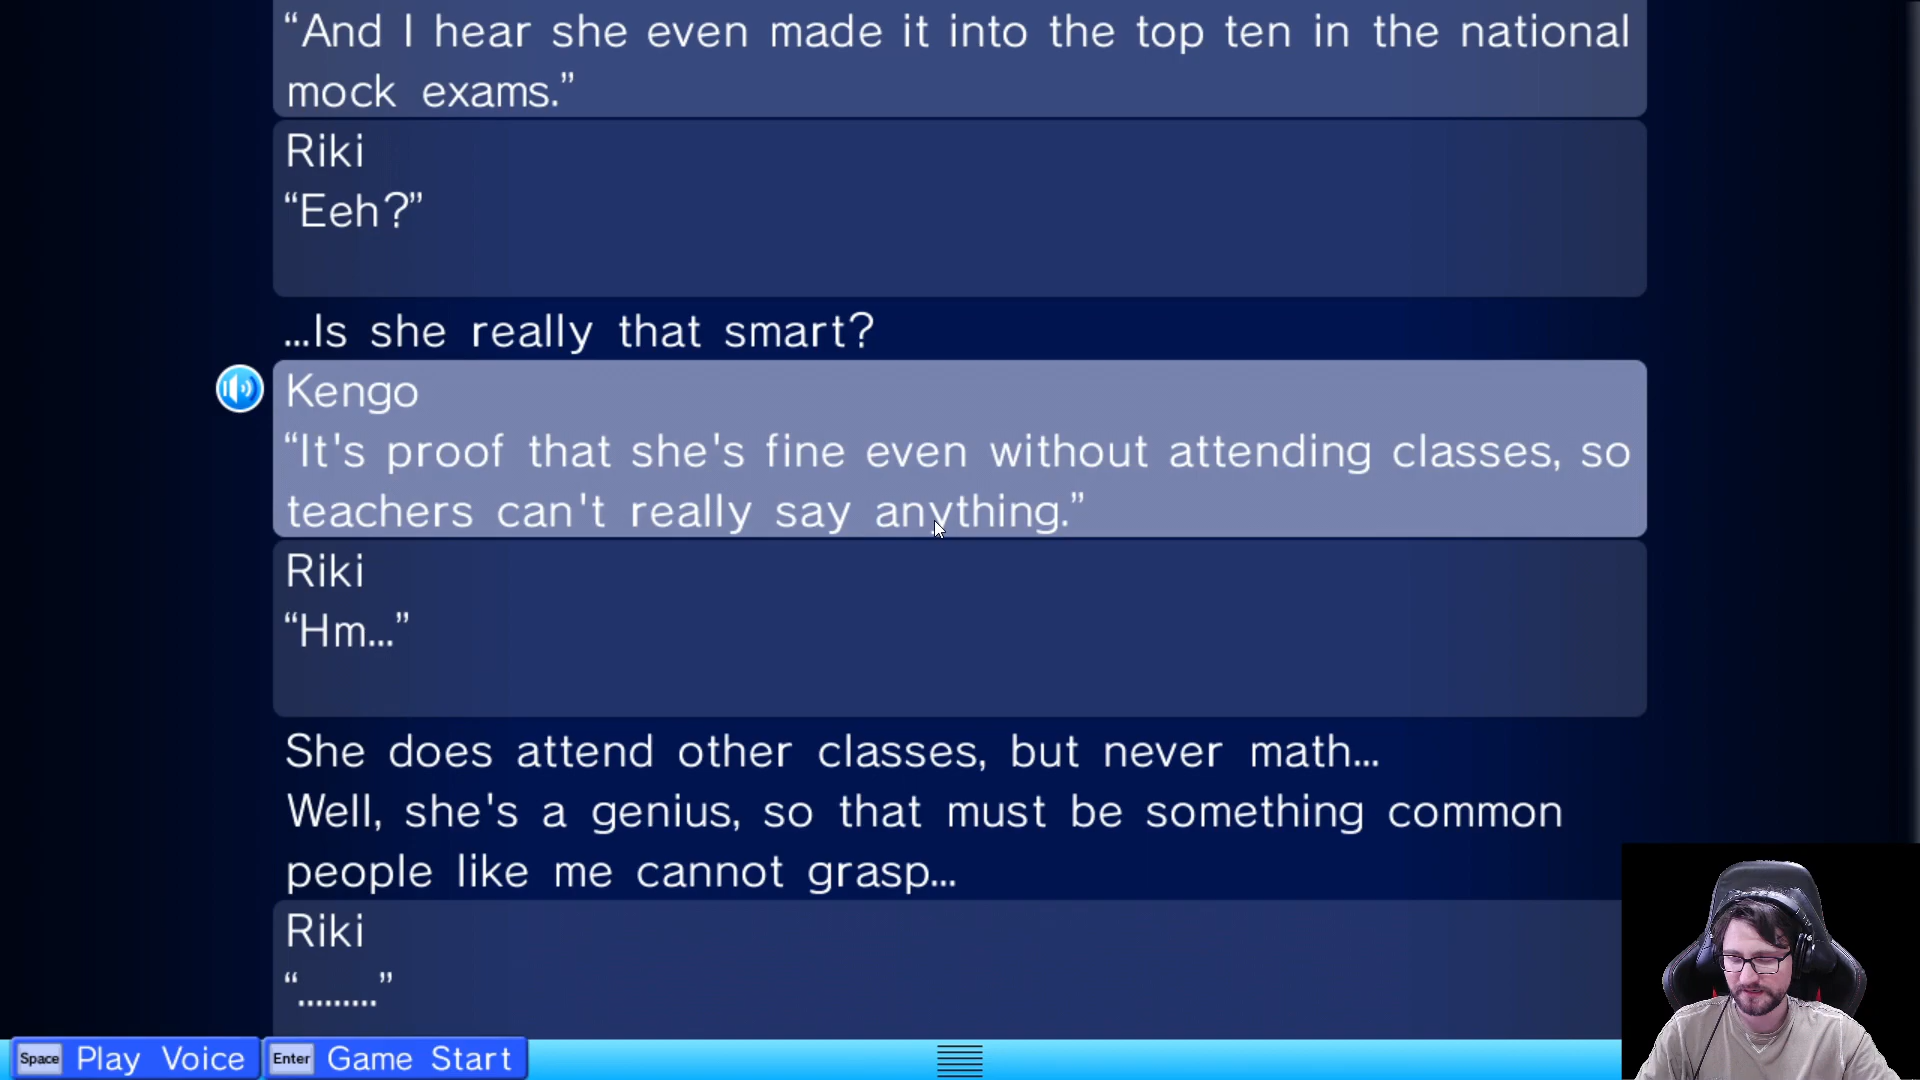 “And I hear she even made it into the top ten in the national
mock exams.”
Riki
“Eeh?”
...Is she really that smart?
Kengo
“It's proof that she's fine even without attending classes, so
teachers can't really say anything.”
Riki
“Hm...”
She does attend other classes, but never math...
Well, she's a genius, so that must be something common
people like me cannot grasp...
Riki
“.........”
Space Play Voice Enter Game Start